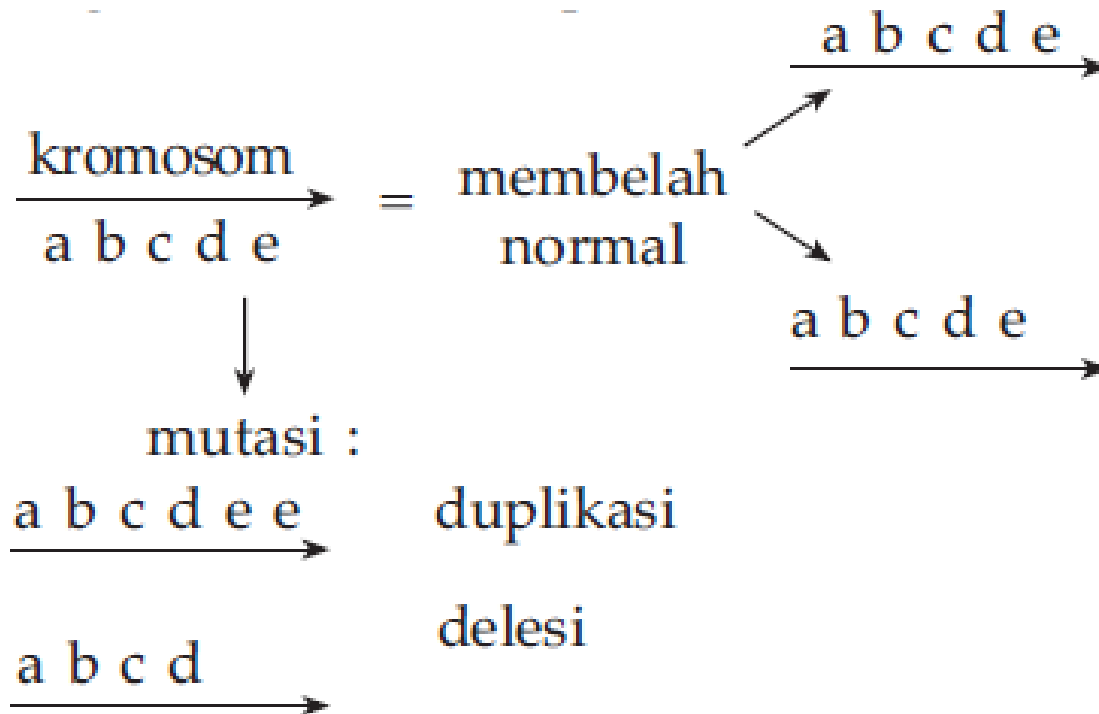 a b c d e
kromosom
a b c d e
=
membelah
normal
a b c d e
mutasi :
a b c d e e
duplikasi
delesi
a b c d